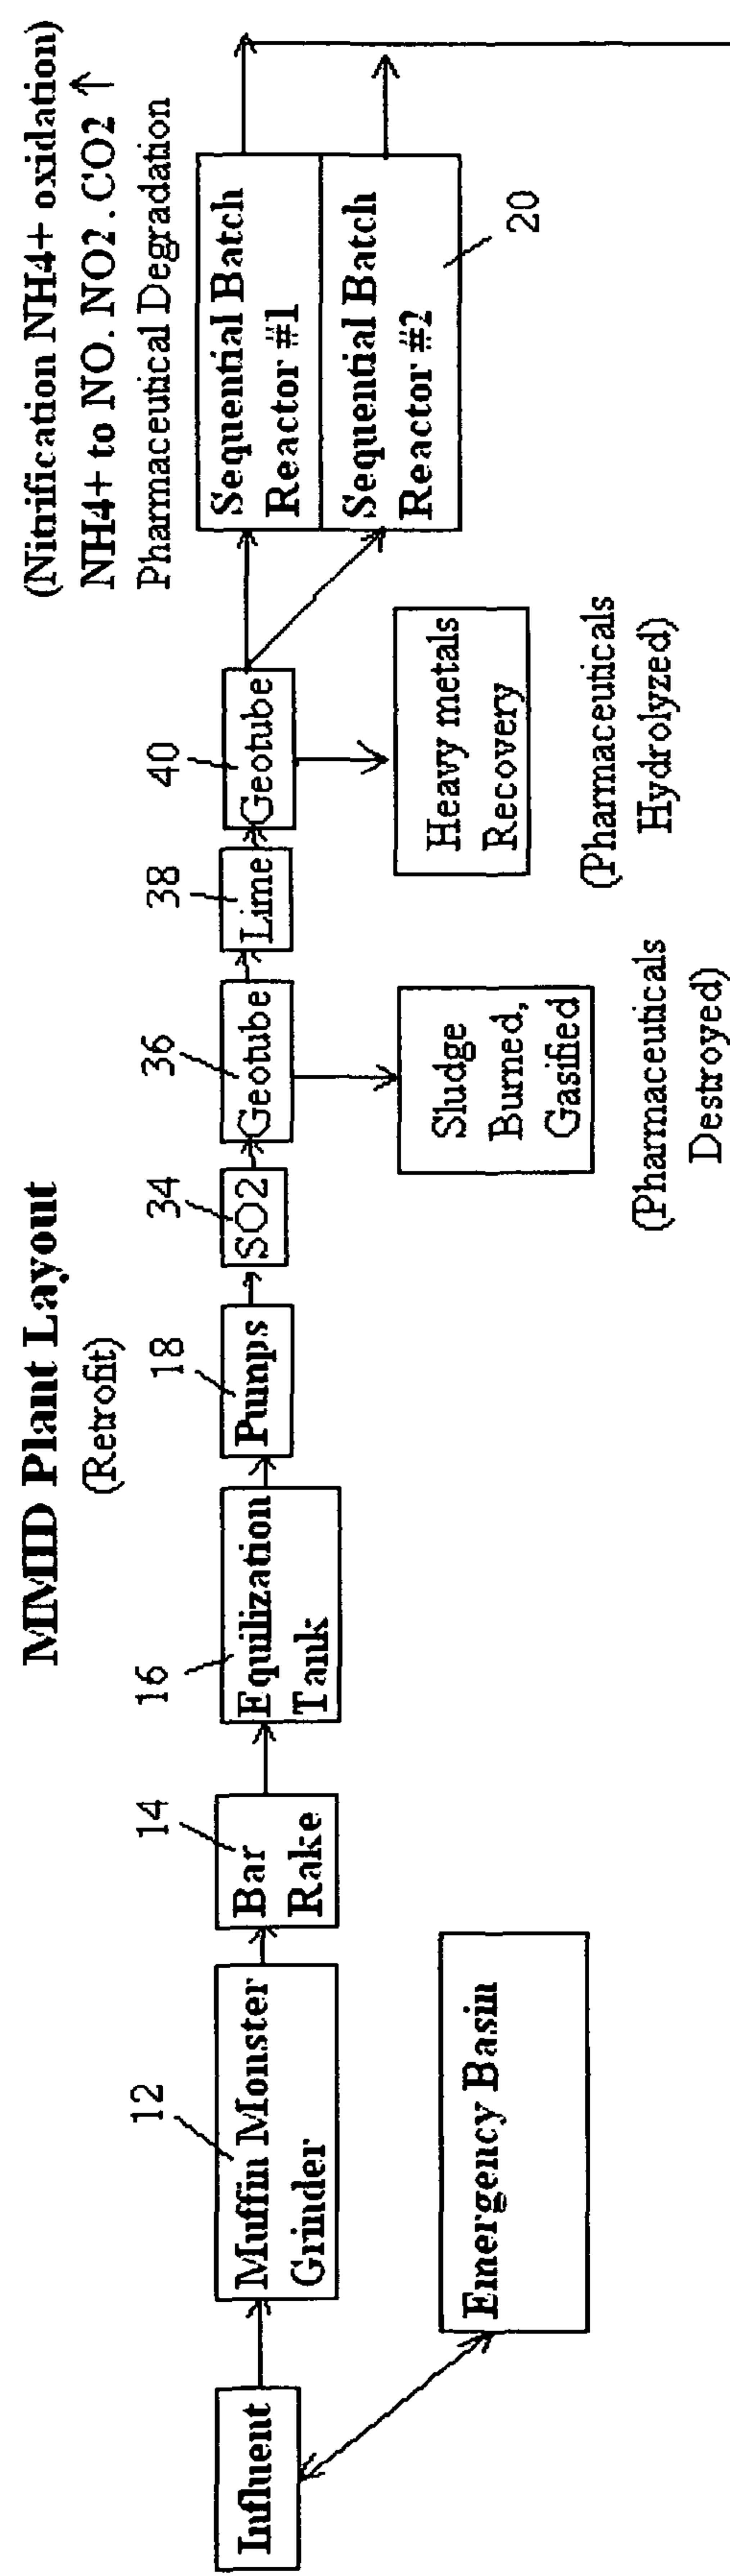 MMID Plant Layout
(Retrofit)
(Nitrification NH4+ oxidation)
NH4+ to NO. NO2. CO2 ↑
Pharmaceutical Degradation
Influent
12
Muffin Monster
Grinder
14
Bar
Rake
16
Equilization
Tank
18
Pumps
34
SO2
36
Geotube
38
Lime
40
Geotube
Sequential Batch
Reactor #1
Sequential Batch
Reactor #2
20
Emergency Basin
Sludge
Burned,
Gasified
(Pharmaceuticals
Destroyed)
Heavy metals
Recovery
(Pharmaceuticals
Hydrolyzed)